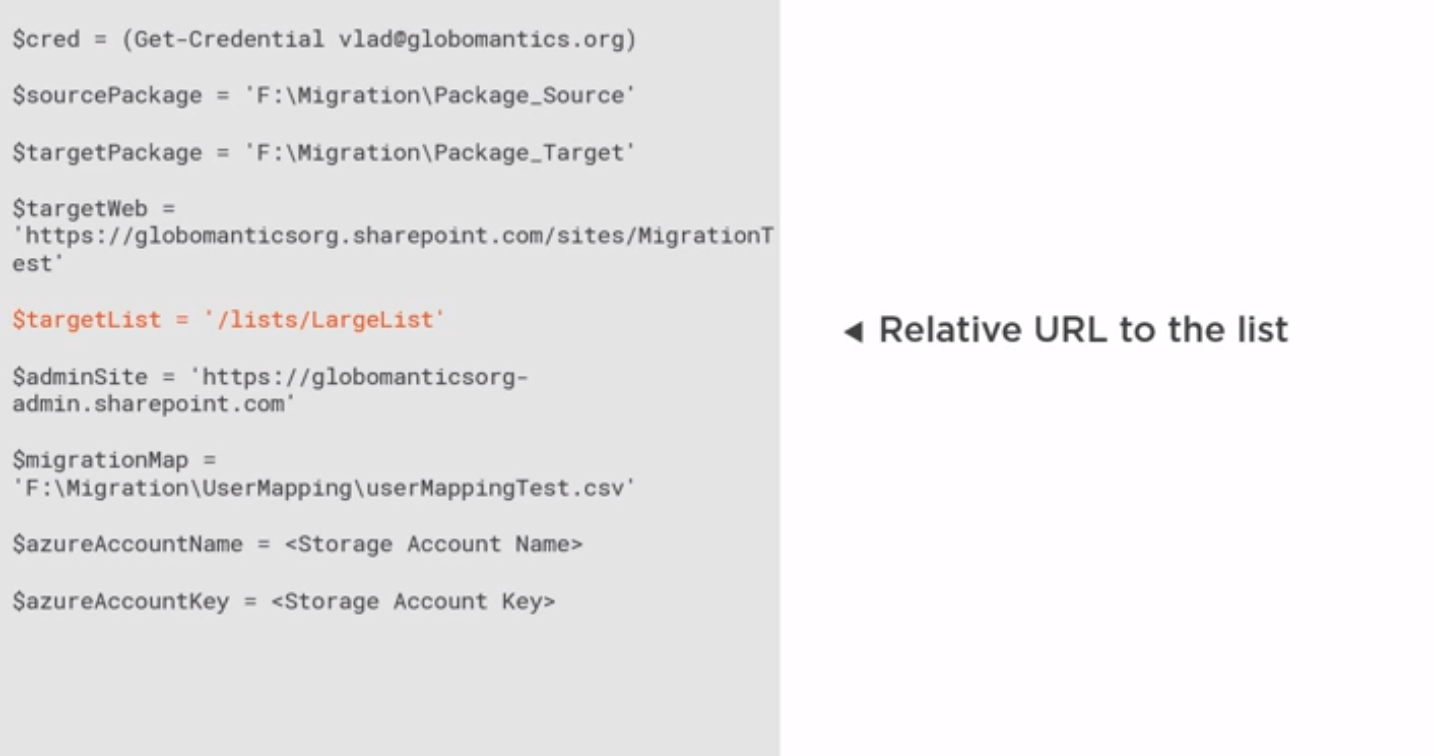 $cred = (Get-Credential vlad@globomantics.org)
$sourcePackage = 'F:\Migration\Package_Source'
$targetPackage = 'F:\Migration\Package_Target'
$targetWeb =
'https://globomanticsorg.sharepoint.com/sites/MigrationT
est'
$targetList = '/lists/LargeList'
◄ Relative URL to the list
$adminSite = 'https://globomanticsorg-
admin.sharepoint.com'
$migrationMap =
'F:\Migration\UserMapping\userMappingTest.csv'
$azureAccountName = <Storage Account Name>
$azureAccountKey = <Storage Account Key>